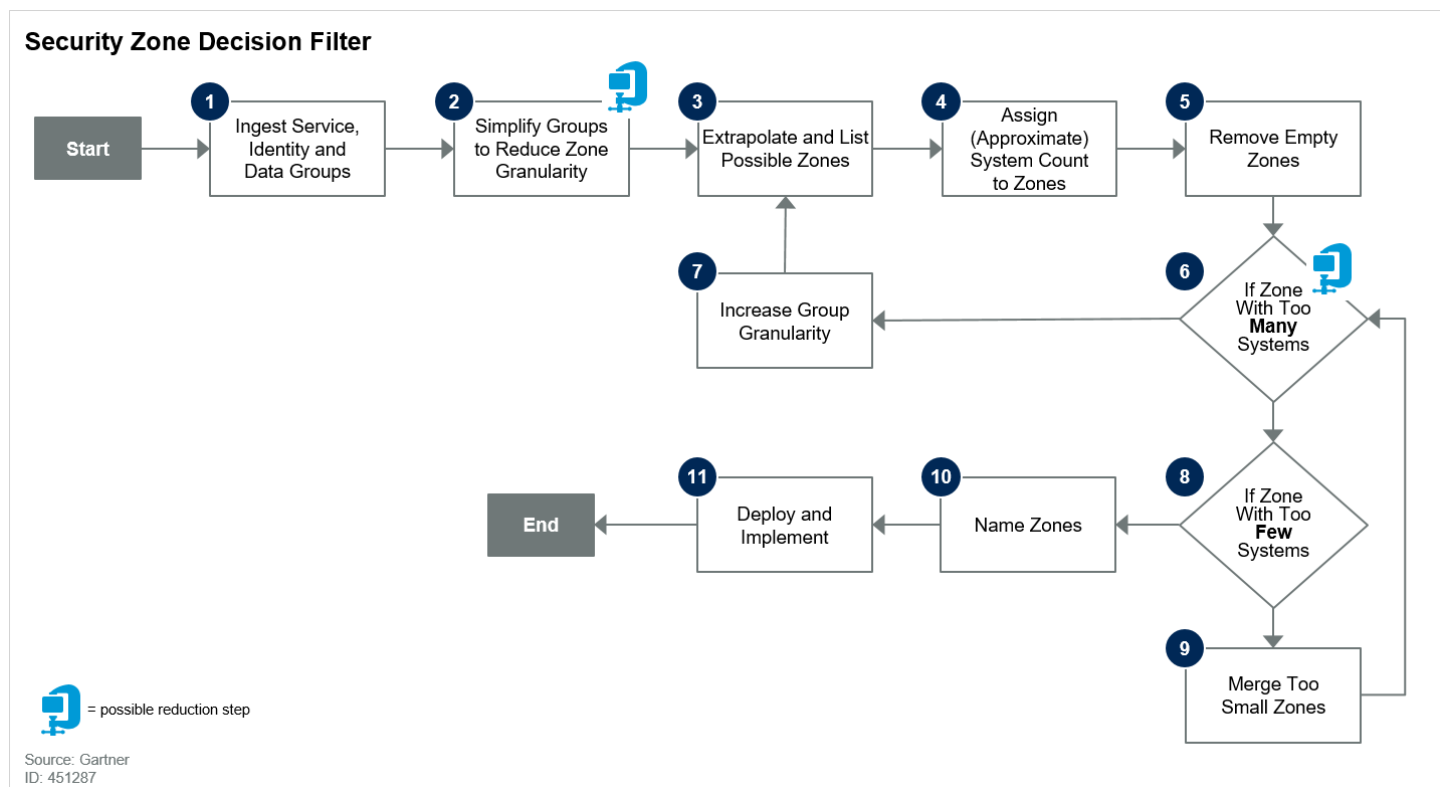 Security Zone Decision Filter
Start
1
Ingest Service,
Identity and
Data Groups
2
Simplify Groups
to Reduce Zone
Granularity
3
Extrapolate and List
Possible Zones
4
Assign
(Approximate)
System Count
to Zones
5
Remove Empty
Zones
6
If Zone
With Too
Many
Systems
7
Increase Group
Granularity
8
If Zone
With Too
Few
Systems
9
Merge Too
Small Zones
10
Name Zones
11
Deploy and
Implement
End
= possible reduction step
Source: Gartner
ID: 451287